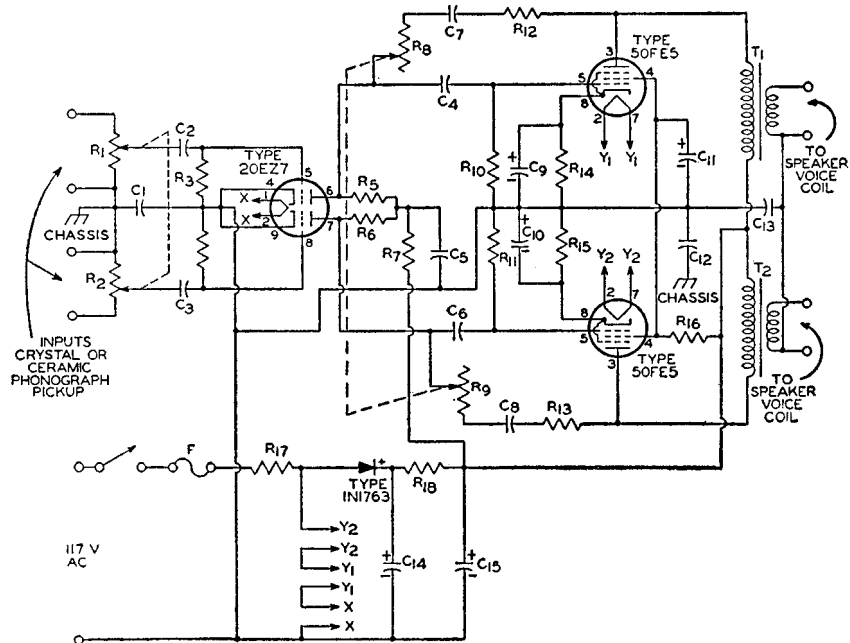 R8
C7
R12
TYPE
50FE5
3
5
4
8
2
7
Y1
Y1
T1
TO
SPEAKER
VOICE
COIL
C4
C2
R1
R3
TYPE
20EZ7
5
4
6
X
X
2
7
9
8
C1
CHASSIS
R2
C3
R5
R6
R7
C5
R10
C9
+
-
R14
C11
+
-
C10
+
-
R15
R11
C12
CHASSIS
C13
Y2
Y2
2
7
8
5
4
3
TYPE
50FE5
R16
T2
TO
SPEAKER
VOICE
COIL
C6
R9
C8
R13
INPUTS
CRYSTAL OR
CERAMIC
PHONOGRAPH
PICKUP
F
R17
+
TYPE
1N1763
R18
117 V
AC
Y2
Y2
Y1
Y1
X
X
+
-
C14
+
-
C15